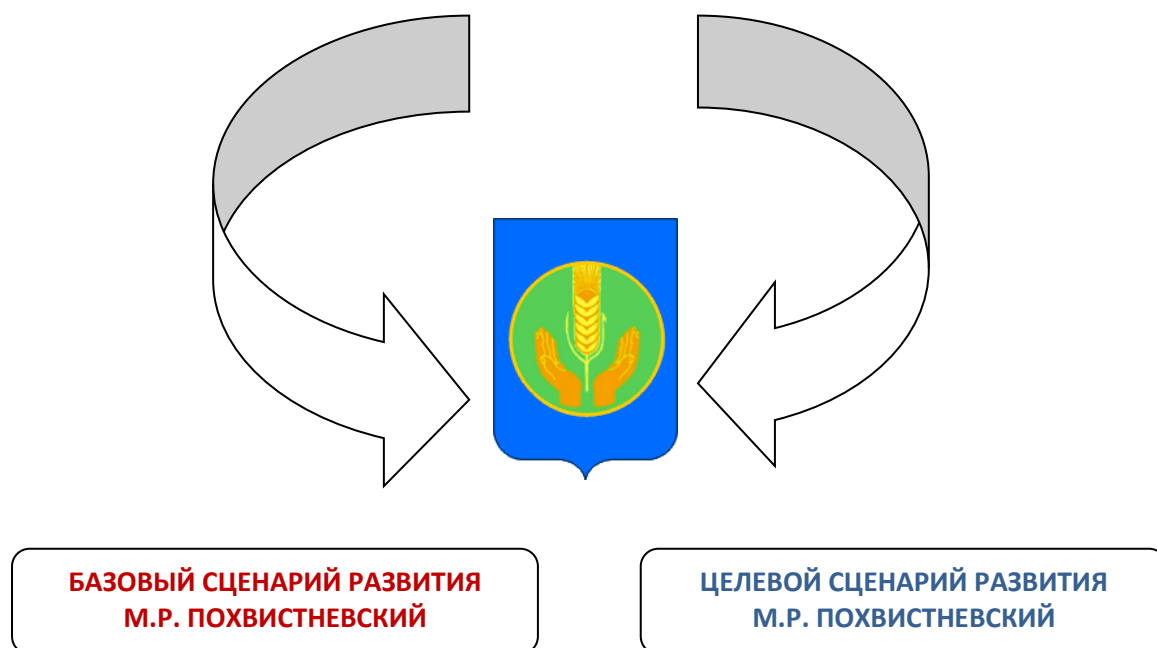 БАЗОВЫЙ СЦЕНАРИЙ РАЗВИТИЯ
М.Р. ПОХВИСТНЕВСКИЙ
ЦЕЛЕВОЙ СЦЕНАРИЙ РАЗВИТИЯ
М.Р. ПОХВИСТНЕВСКИЙ